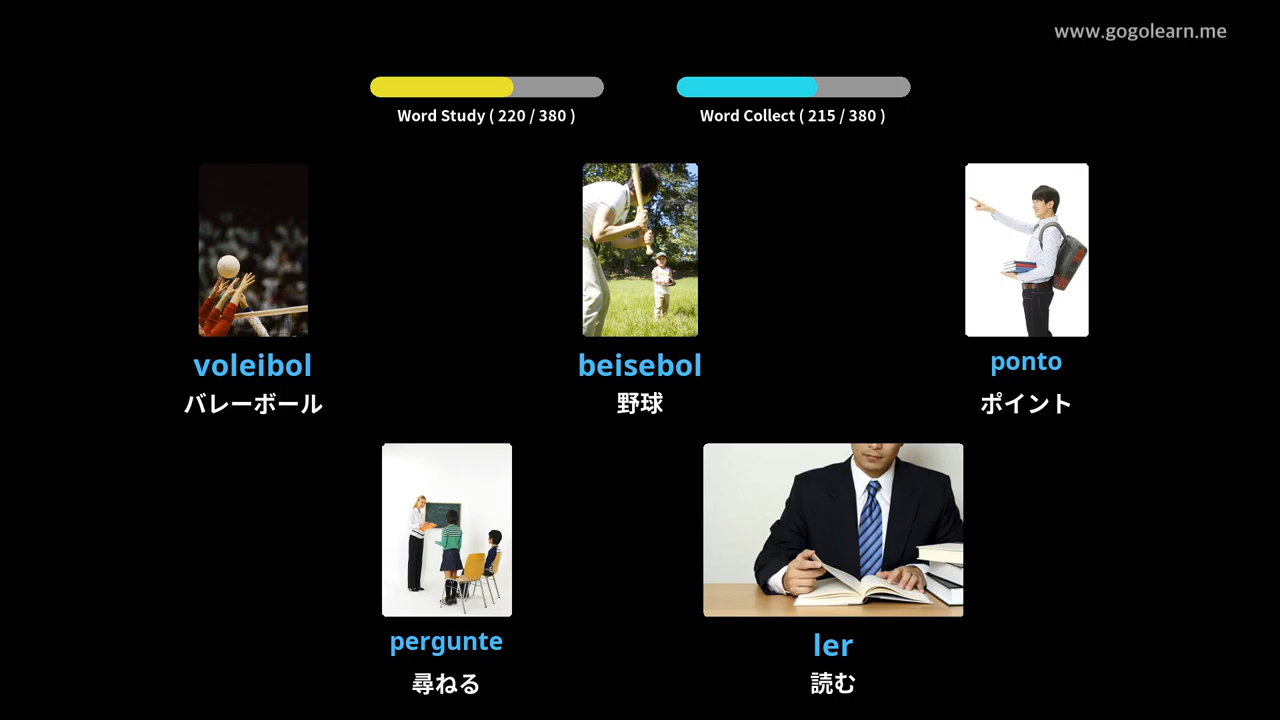 www.gogolearn.me
Word Study ( 220 / 380 )
Word Collect ( 215 / 380 )
voleibol
バレーボール
beisebol
野球
ponto
ポイント
pergunte
尋ねる
ler
読む